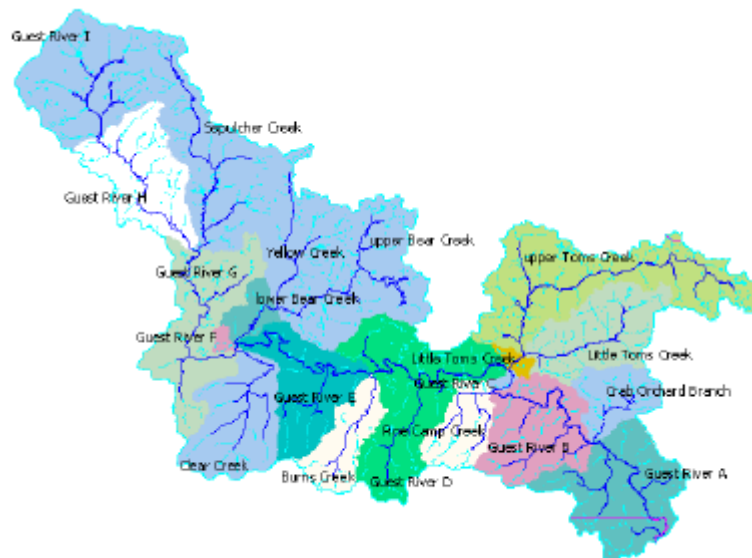 Guest River I
Sepulcher Creek
Guest River H
upper Bear Creek
Yellow Creek
upper Toms Creek
Guest River G
lower Bear Creek
Guest River F
Little Toms Creek
Little Toms Creek
Guest River C
Crab Orchard Branch
Guest River E
Camp Creek
Guest River B
Clear Creek
Burns Creek
Guest River D
Guest River A